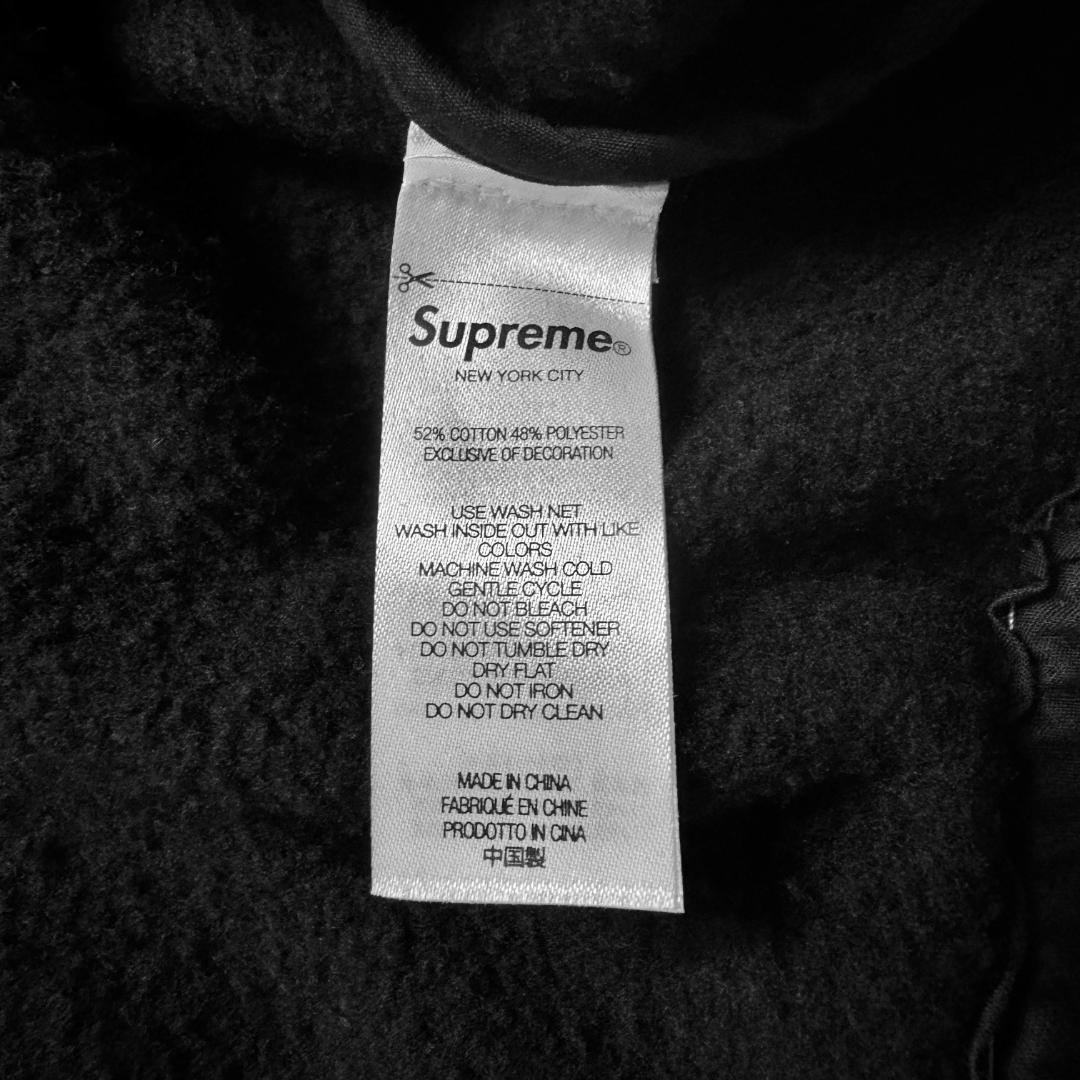 Supreme®
NEW YORK CITY
52% COTTON 48% POLYESTER
EXCLUSIVE OF DECORATION
USE WASH NET
WASH INSIDE OUT WITH LIKE
COLORS
MACHINE WASH COLD
GENTLE CYCLE
DO NOT BLEACH
DO NOT USE SOFTENER
DO NOT TUMBLE DRY
DRY FLAT
DO NOT IRON
DO NOT DRY CLEAN
MADE IN CHINA
FABRIQUÉ EN CHINE
PRODOTTO IN CINA
中国製